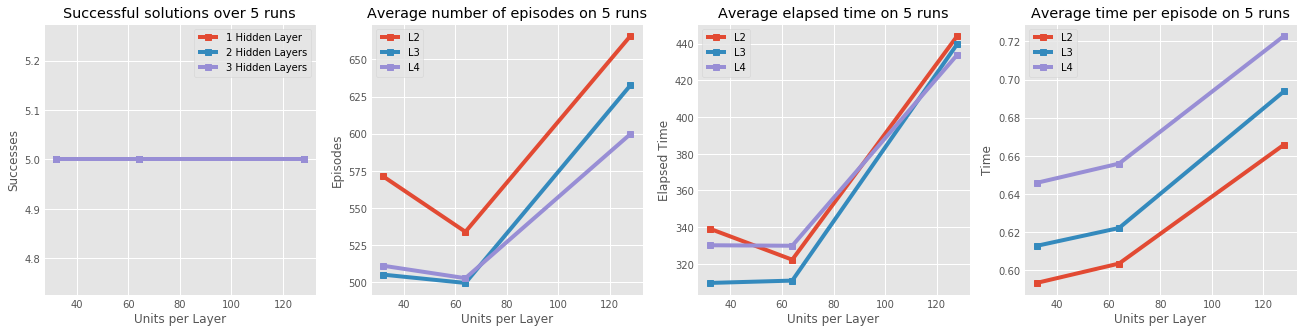 Successful solutions over 5 runs
Successes
5.2
5.1
5.0
4.9
4.8
40 60 80 100 120
Units per Layer
1 Hidden Layer
2 Hidden Layers
3 Hidden Layers
Average number of episodes on 5 runs
Episodes
650
625
600
575
550
525
500
40 60 80 100 120
Units per Layer
L2
L3
L4
Average elapsed time on 5 runs
Elapsed Time
440
420
400
380
360
340
320
40 60 80 100 120
Units per Layer
L2
L3
L4
Average time per episode on 5 runs
Time
0.72
0.70
0.68
0.66
0.64
0.62
0.60
40 60 80 100 120
Units per Layer
L2
L3
L4